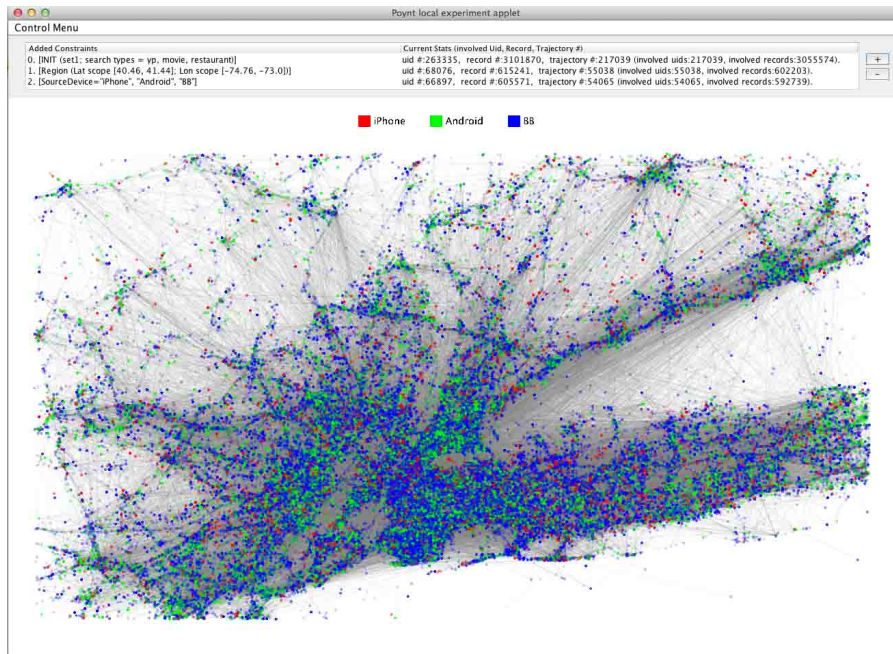 Poynt local experiment applet
Control Menu
Added Constraints Current Stats (involved Uid, Record, Trajectory #)
0. [INIT (set1; search types = yp, movie, restaurant)] uid #:263335, record #:3101870, trajectory #:217039 (involved uids:217039, involved records:3055574).
1. [Region (Lat scope [40.46, 41.44]; Lon scope [-74.76, -73.0])] uid #:68076, record #:615241, trajectory #:55038 (involved uids:55038, involved records:602203).
2. [SourceDevice="iPhone", "Android", "BB"] uid #:66897, record #:605571, trajectory #:54065 (involved uids:54065, involved records:592739).
+
-
iPhone Android BB